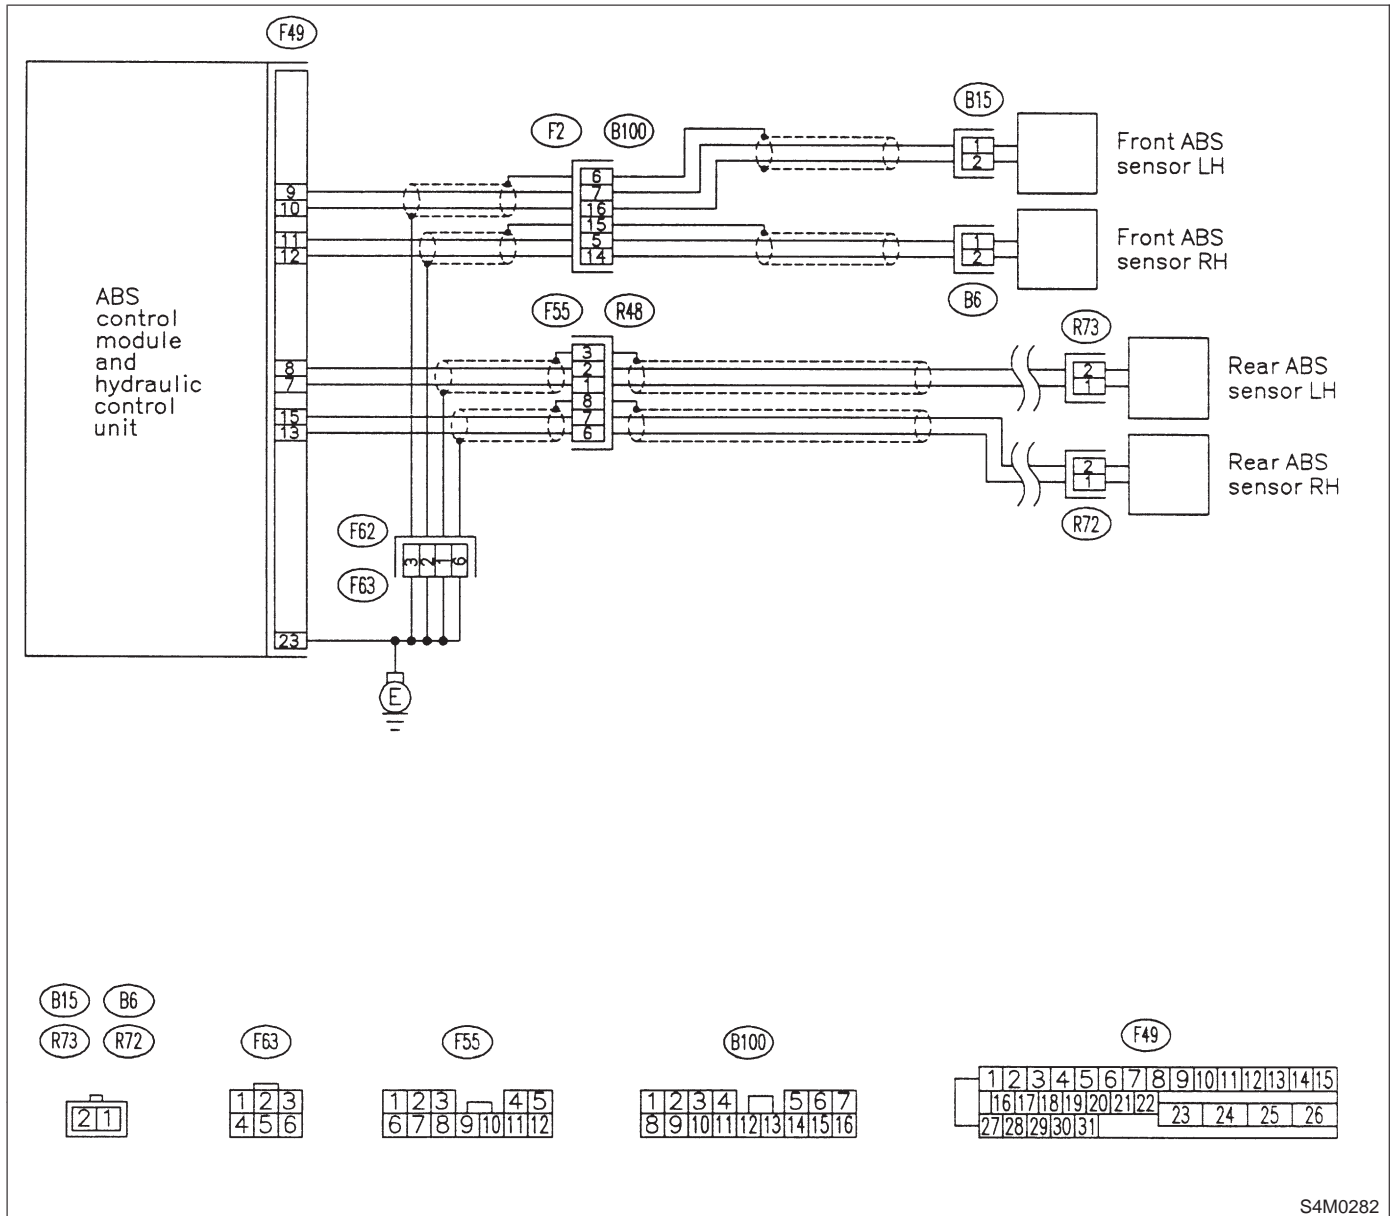 F49
B15
F2
B100
Front ABS
sensor LH
1
2
6
7
16
15
5
14
9
10
11
12
Front ABS
sensor RH
1
2
B6
ABS
control
module
and
hydraulic
control
unit
F55
R48
R73
3
2
1
8
7
6
8
7
15
13
2
1
Rear ABS
sensor LH
2
1
Rear ABS
sensor RH
R72
F62
3 2 1 6
F63
23
E
B15 B6
R73 R72
F63
F55
B100
F49
2 1
1 2 3
4 5 6
1 2 3 4 5
6 7 8 9 10 11 12
1 2 3 4 5 6 7
8 9 10 11 12 13 14 15 16
1 2 3 4 5 6 7 8 9 10 11 12 13 14 15
16 17 18 19 20 21 22 23 24 25 26
27 28 29 30 31
S4M0282